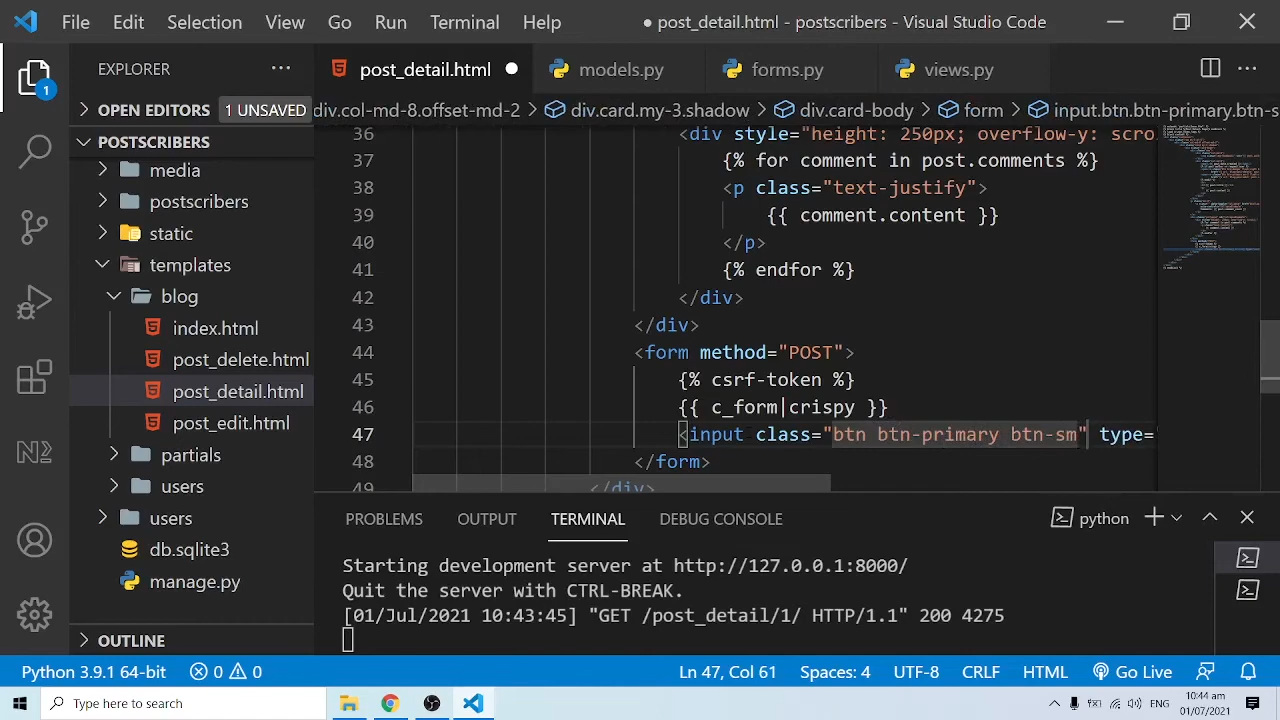 File Edit Selection View Go Run Terminal Help
● post_detail.html - postscribers - Visual Studio Code
EXPLORER
post_detail.html models.py forms.py views.py
1
OPEN EDITORS 1 UNSAVED
div.col-md-8.offset-md-2 > div.card.my-3.shadow > div.card-body > form > input.btn.btn-primary.btn-s
POSTSCRIBERS
media
postscribers
static
templates
blog
index.html
post_delete.html
post_detail.html
post_edit.html
partials
users
users
db.sqlite3
manage.py
OUTLINE
36 <div style="height: 250px; overflow-y: scro
37 {% for comment in post.comments %}
38 <p class="text-justify">
39 {{ comment.content }}
40 </p>
41 {% endfor %}
42 </div>
43 </div>
44 <form method="POST">
45 {% csrf-token %}
46 {{ c_form|crispy }}
47 <input class="btn btn-primary btn-sm" type=
48 </form>
49 </div>
PROBLEMS OUTPUT TERMINAL DEBUG CONSOLE
python
Starting development server at http://127.0.0.1:8000/
Quit the server with CTRL-BREAK.
[01/Jul/2021 10:43:45] "GET /post_detail/1/ HTTP/1.1" 200 4275
Python 3.9.1 64-bit 0 0 Ln 47, Col 61 Spaces: 4 UTF-8 CRLF HTML Go Live
Type here to search
ENG
10:44 am
01/07/2021